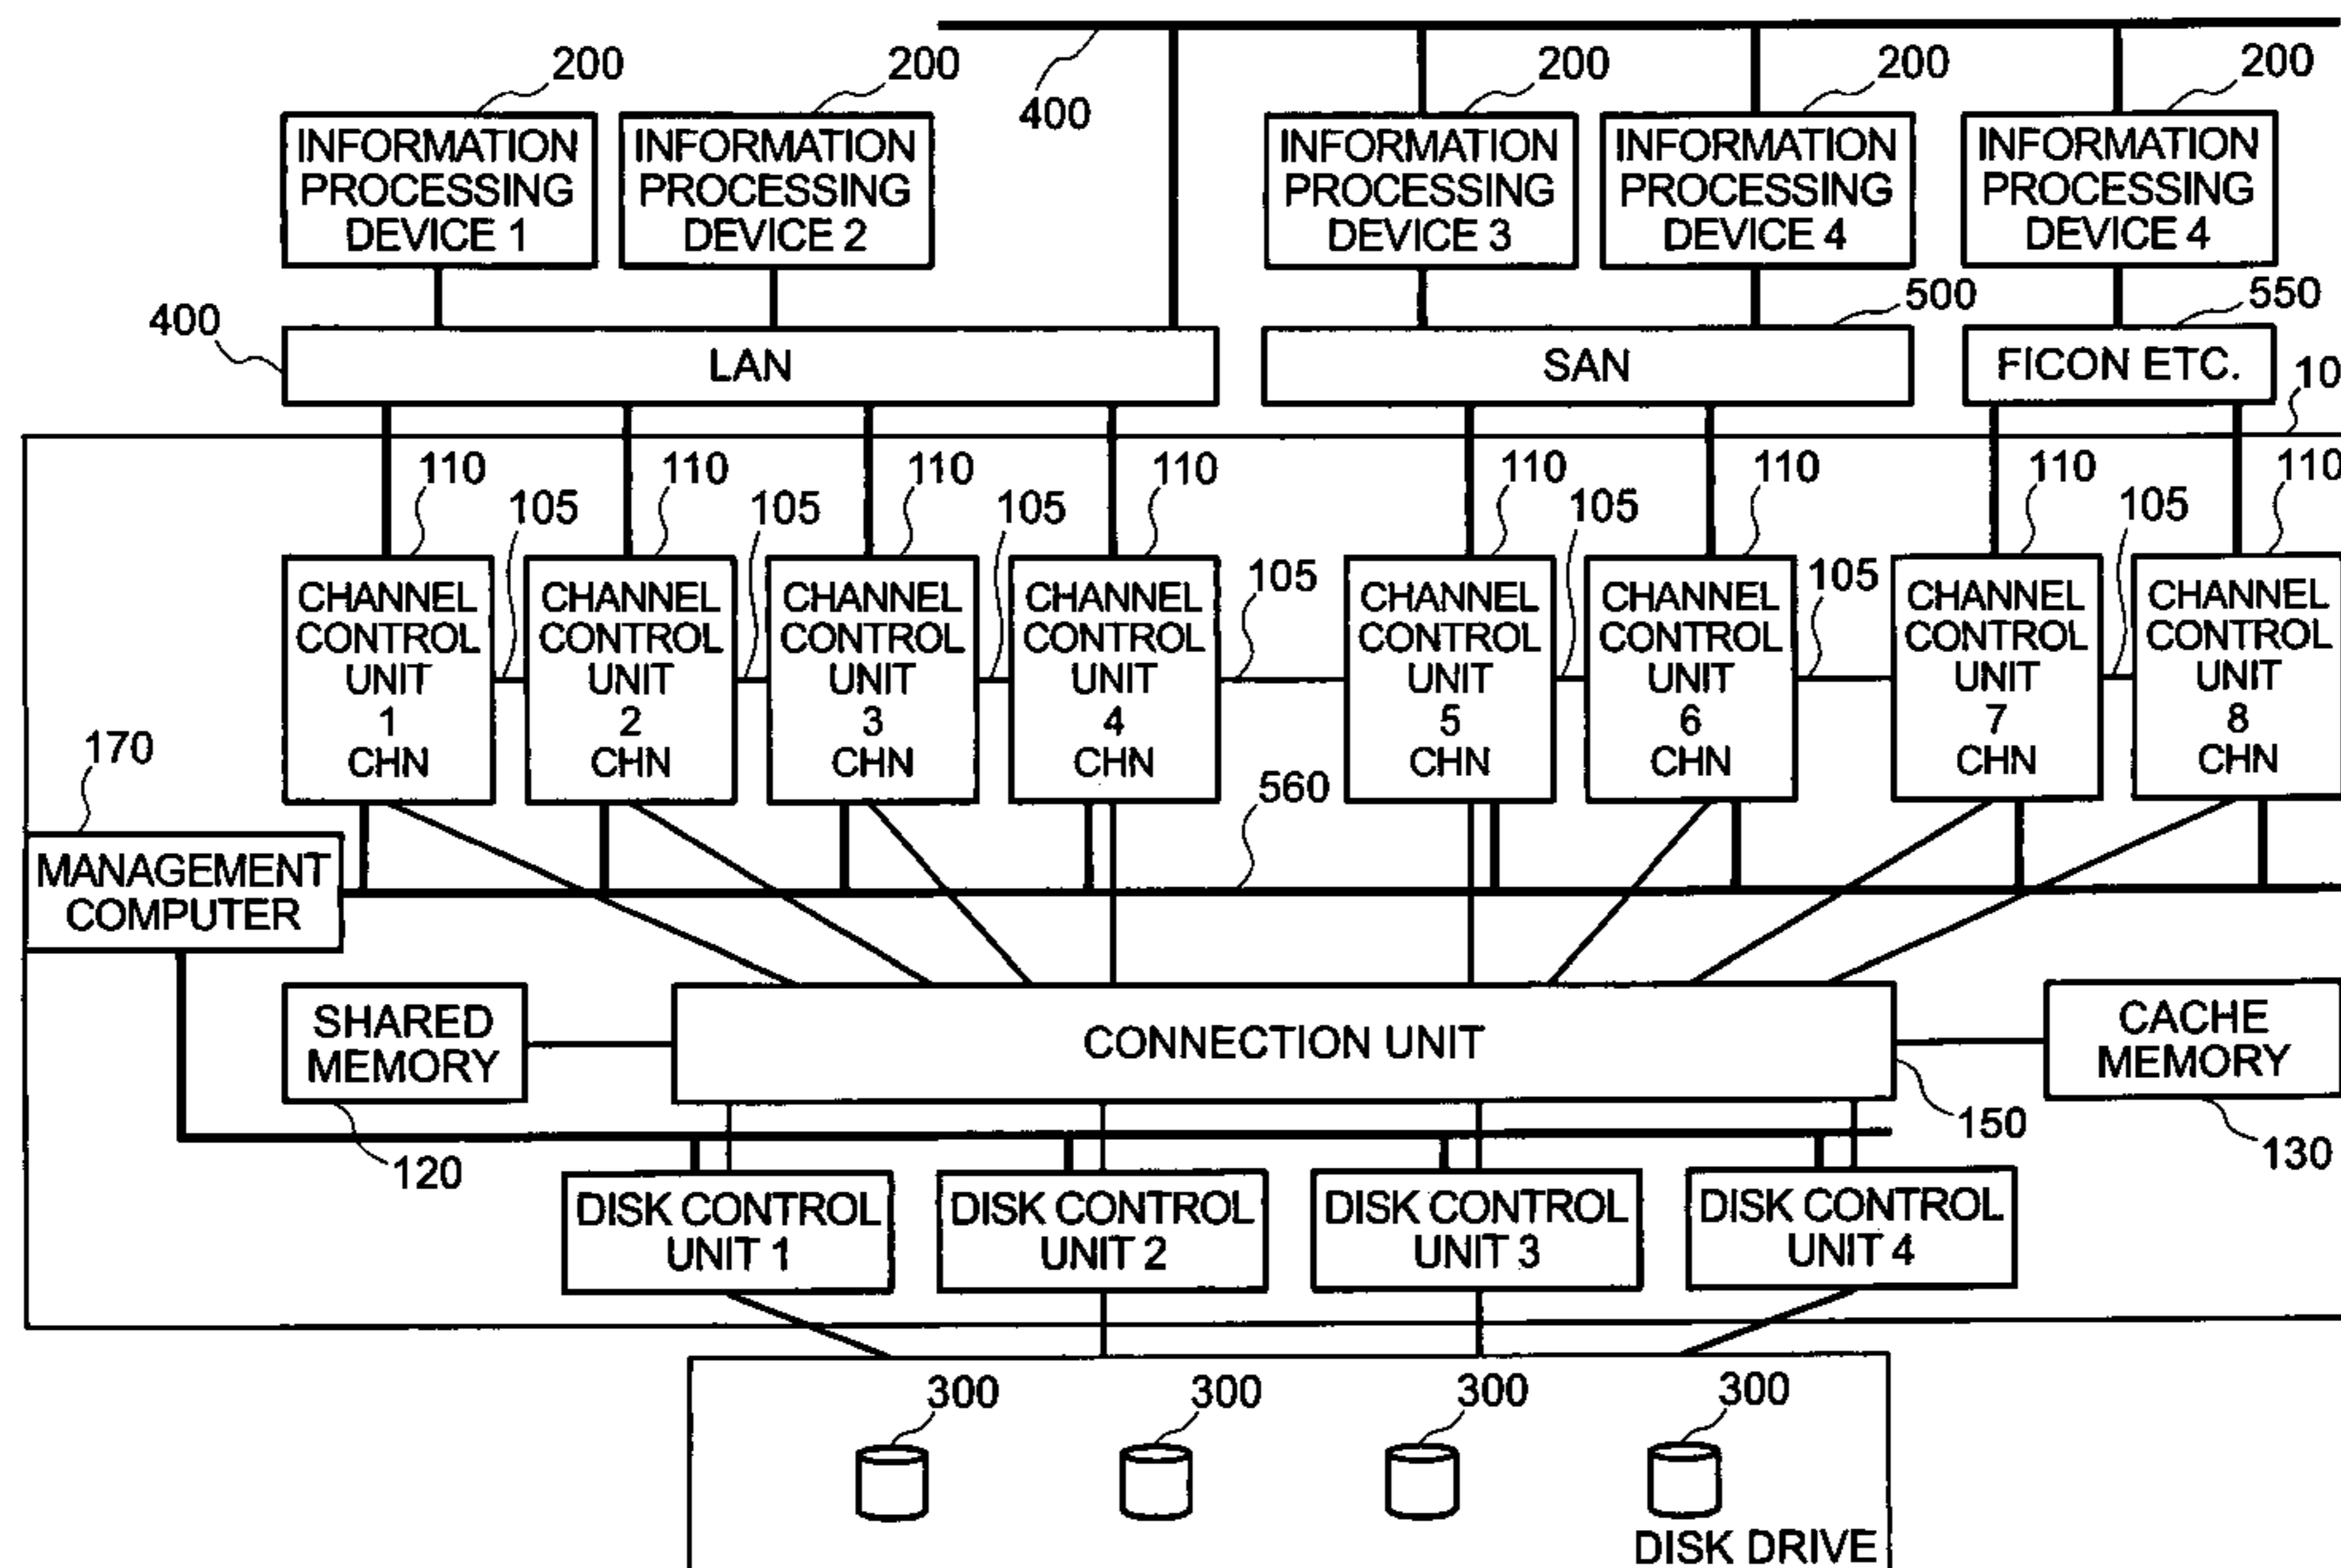 200
200
400
200
200
200
INFORMATION
PROCESSING
DEVICE 1
INFORMATION
PROCESSING
DEVICE 2
INFORMATION
PROCESSING
DEVICE 3
INFORMATION
PROCESSING
DEVICE 4
INFORMATION
PROCESSING
DEVICE 4
400
500
550
LAN
SAN
FICON ETC.
10
110
110
110
110
110
110
110
110
105
105
105
105
105
105
105
CHANNEL
CONTROL
UNIT
1
CHN
CHANNEL
CONTROL
UNIT
2
CHN
CHANNEL
CONTROL
UNIT
3
CHN
CHANNEL
CONTROL
UNIT
4
CHN
CHANNEL
CONTROL
UNIT
5
CHN
CHANNEL
CONTROL
UNIT
6
CHN
CHANNEL
CONTROL
UNIT
7
CHN
CHANNEL
CONTROL
UNIT
8
CHN
170
560
MANAGEMENT
COMPUTER
SHARED
MEMORY
CONNECTION UNIT
CACHE
MEMORY
120
150
130
DISK CONTROL
UNIT 1
DISK CONTROL
UNIT 2
DISK CONTROL
UNIT 3
DISK CONTROL
UNIT 4
300
300
300
300
DISK DRIVE